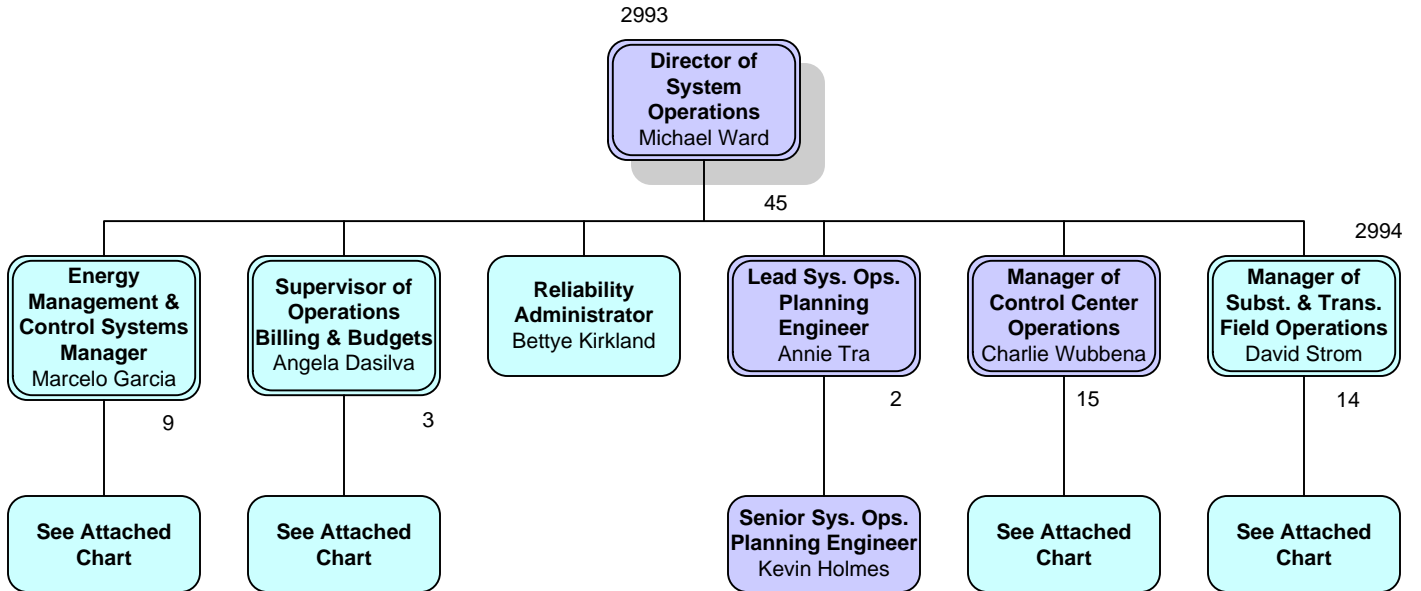 2993
Director of
System
Operations
Michael Ward
45
2994
Energy
Management &
Control Systems
Manager
Marcelo Garcia
9
Supervisor of
Operations
Billing & Budgets
Angela Dasilva
3
Reliability
Administrator
Bettye Kirkland
Lead Sys. Ops.
Planning
Engineer
Annie Tra
2
Manager of
Control Center
Operations
Charlie Wubbena
15
Manager of
Subst. & Trans.
Field Operations
David Strom
14
See Attached
Chart
See Attached
Chart
Senior Sys. Ops.
Planning Engineer
Kevin Holmes
See Attached
Chart
See Attached
Chart